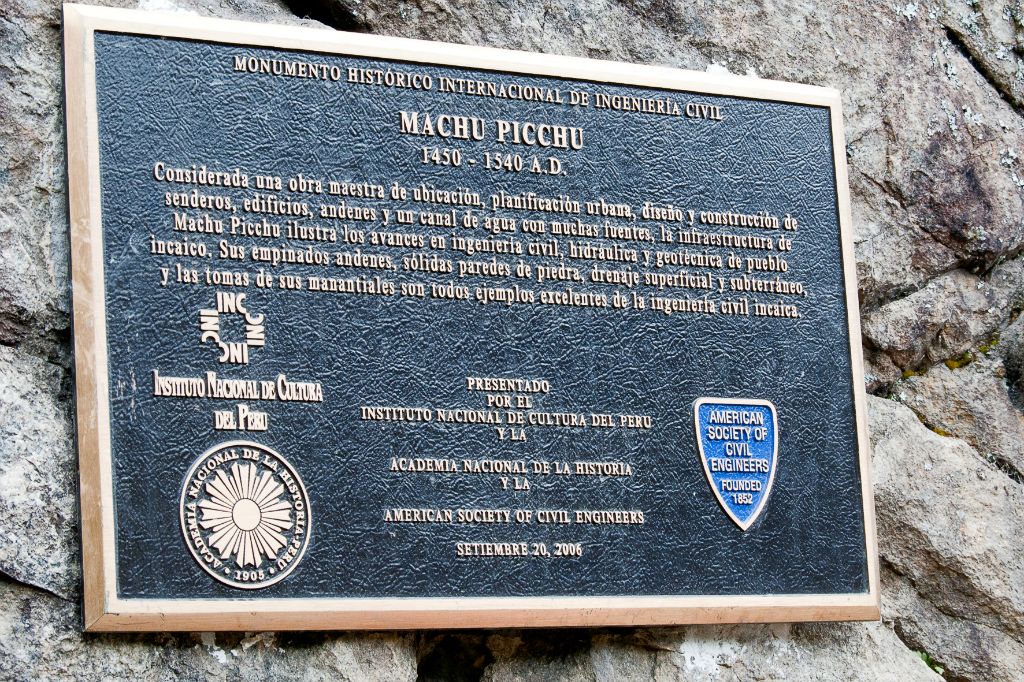 MONUMENTO HISTÓRICO INTERNACIONAL DE INGENIERÍA CIVIL
MACHU PICCHU
1450 - 1540 A.D.
Considerada una obra maestra de ubicación, planificación urbana, diseño y construcción de
senderos, edificios, andenes y un canal de agua con muchas fuentes, la infraestructura de
Machu Picchu ilustra los avances en ingeniería civil, hidráulica y geotécnica de pueblo
incaico. Sus empinados andenes, sólidas paredes de piedra, drenaje superficial y subterráneo,
y las tomas de sus manantiales son todos ejemplos excelentes de la ingeniería civil incaica.
INC
INC
INC
INC
INSTITUTO NACIONAL DE CULTURA
DEL PERU
ACADEMIA NACIONAL DE LA HISTORIA-PERU
• 1905 •
PRESENTADO
POR EL
INSTITUTO NACIONAL DE CULTURA DEL PERU
Y LA
ACADEMIA NACIONAL DE LA HISTORIA
Y LA
AMERICAN SOCIETY OF CIVIL ENGINEERS
SETIEMBRE 20, 2006
AMERICAN
SOCIETY OF
CIVIL
ENGINEERS
FOUNDED
1852